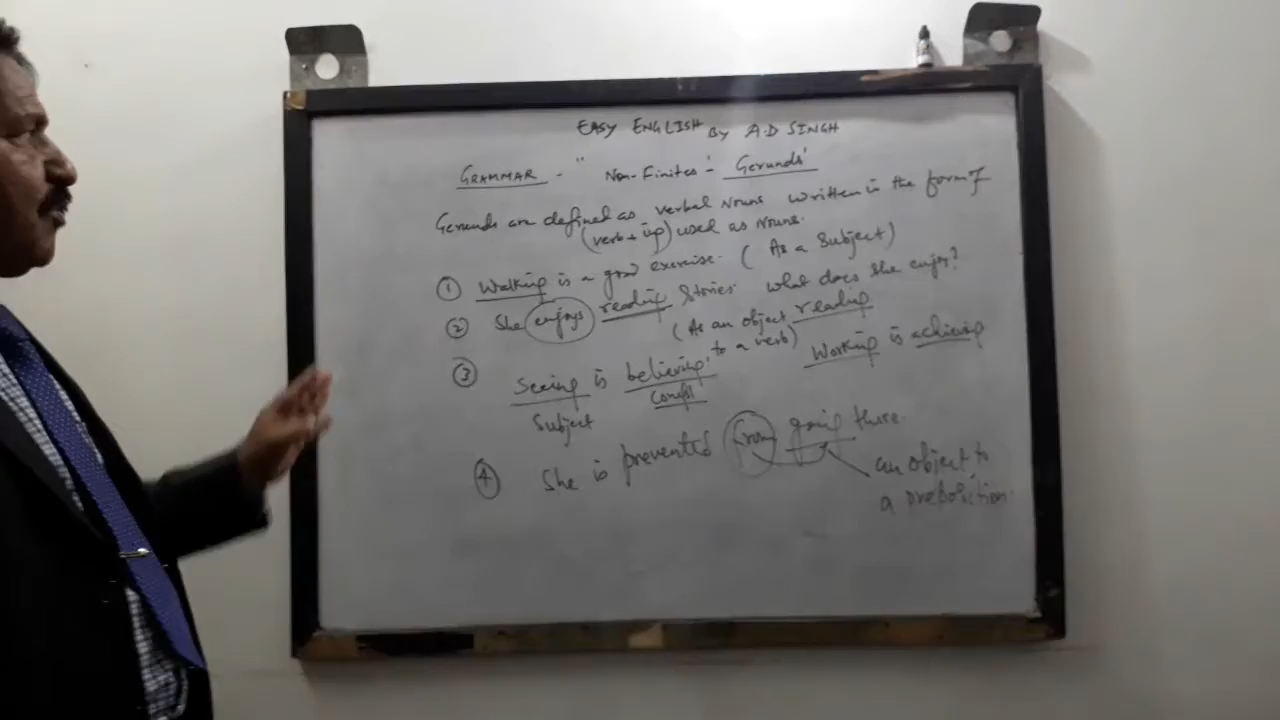 EASY ENGLISH By A.D SINGH
GRAMMAR - " Non-Finites - 'Gerunds'
Gerunds are defined as verbal Nouns written in the form of
(verb + ing) used as Nouns.
① Walking is a good exercise. (As a Subject)
② She enjoys reading Stories. what does she enjoy?
(As an object reading
to a verb)
③ Seeing is believing' Working is achieving
Subject Compl
④ She is prevented from going there.
an object to
a preposition.